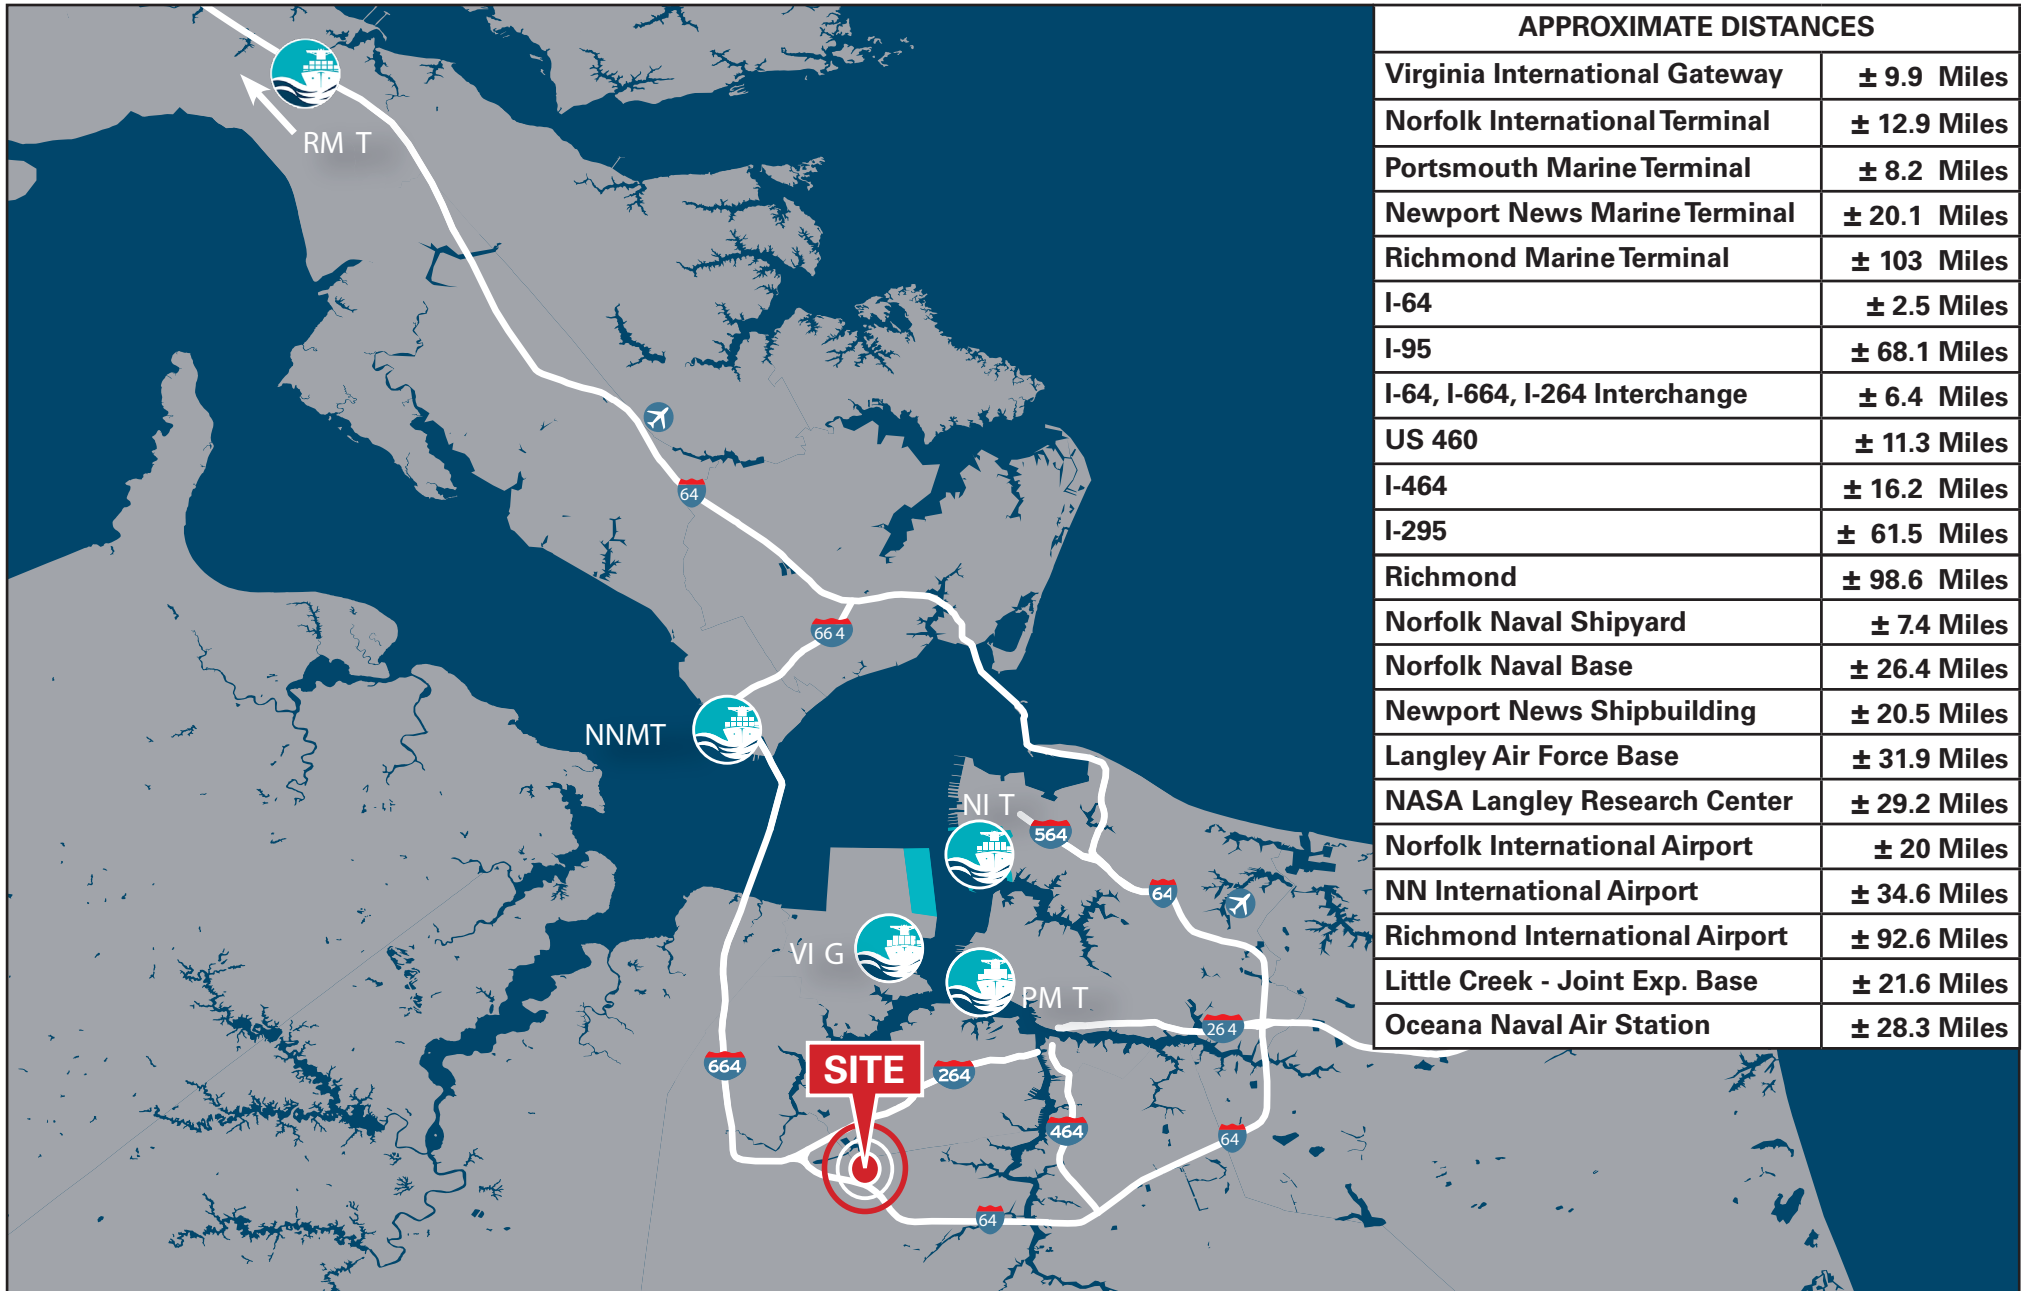 APPROXIMATE DISTANCES
Virginia International Gateway ± 9.9 Miles
Norfolk International Terminal ± 12.9 Miles
Portsmouth Marine Terminal ± 8.2 Miles
Newport News Marine Terminal ± 20.1 Miles
Richmond Marine Terminal ± 103 Miles
I-64 ± 2.5 Miles
I-95 ± 68.1 Miles
I-64, I-664, I-264 Interchange ± 6.4 Miles
US 460 ± 11.3 Miles
I-464 ± 16.2 Miles
I-295 ± 61.5 Miles
Richmond ± 98.6 Miles
Norfolk Naval Shipyard ± 7.4 Miles
Norfolk Naval Base ± 26.4 Miles
Newport News Shipbuilding ± 20.5 Miles
Langley Air Force Base ± 31.9 Miles
NASA Langley Research Center ± 29.2 Miles
Norfolk International Airport ± 20 Miles
NN International Airport ± 34.6 Miles
Richmond International Airport ± 92.6 Miles
Little Creek - Joint Exp. Base ± 21.6 Miles
Oceana Naval Air Station ± 28.3 Miles
RM T
64
66 4
NNMT
NI T
564
64
VI G
PM T
26 4
664
SITE
264
464
64
64